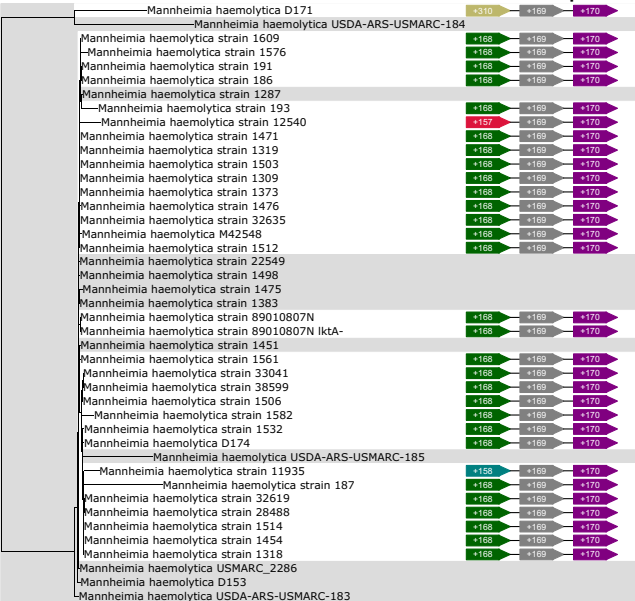 Mannheimia haemolytica D171 +310 +169 +170
Mannheimia haemolytica USDA-ARS-USMARC-184
Mannheimia haemolytica strain 1609 +168 +169 +170
Mannheimia haemolytica strain 1576 +168 +169 +170
Mannheimia haemolytica strain 191 +168 +169 +170
Mannheimia haemolytica strain 186 +168 +169 +170
Mannheimia haemolytica strain 1287
Mannheimia haemolytica strain 193 +168 +169 +170
Mannheimia haemolytica strain 12540 +157 +169 +170
Mannheimia haemolytica strain 1471 +168 +169 +170
Mannheimia haemolytica strain 1319 +168 +169 +170
Mannheimia haemolytica strain 1503 +168 +169 +170
Mannheimia haemolytica strain 1309 +168 +169 +170
Mannheimia haemolytica strain 1373 +168 +169 +170
Mannheimia haemolytica strain 1476 +168 +169 +170
Mannheimia haemolytica strain 32635 +168 +169 +170
Mannheimia haemolytica M42548 +168 +169 +170
Mannheimia haemolytica strain 1512 +168 +169 +170
Mannheimia haemolytica strain 22549
Mannheimia haemolytica strain 1498
Mannheimia haemolytica strain 1475
Mannheimia haemolytica strain 1383
Mannheimia haemolytica strain 89010807N +168 +169 +170
Mannheimia haemolytica strain 89010807N lktA- +168 +169 +170
Mannheimia haemolytica strain 1451
Mannheimia haemolytica strain 1561 +168 +169 +170
Mannheimia haemolytica strain 33041 +168 +169 +170
Mannheimia haemolytica strain 38599 +168 +169 +170
Mannheimia haemolytica strain 1506 +168 +169 +170
Mannheimia haemolytica strain 1582 +168 +169 +170
Mannheimia haemolytica strain 1532 +168 +169 +170
Mannheimia haemolytica D174 +168 +169 +170
Mannheimia haemolytica USDA-ARS-USMARC-185
Mannheimia haemolytica strain 11935 +158 +169 +170
Mannheimia haemolytica strain 187 +168 +169 +170
Mannheimia haemolytica strain 32619 +168 +169 +170
Mannheimia haemolytica strain 28488 +168 +169 +170
Mannheimia haemolytica strain 1514 +168 +169 +170
Mannheimia haemolytica strain 1454 +168 +169 +170
Mannheimia haemolytica strain 1318 +168 +169 +170
Mannheimia haemolytica USMARC_2286
Mannheimia haemolytica D153
Mannheimia haemolytica USDA-ARS-USMARC-183